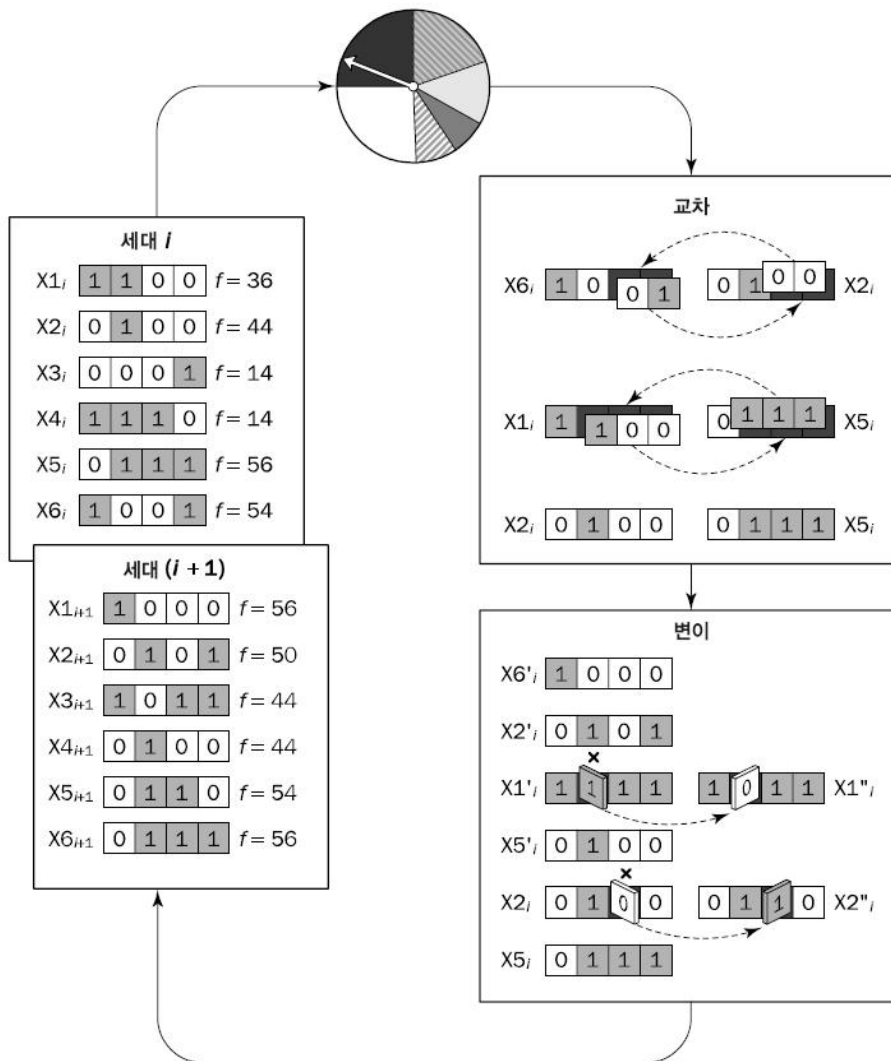 세대 i
X1i 1 1 0 0 f = 36
X2i 0 1 0 0 f = 44
X3i 0 0 0 1 f = 14
X4i 1 1 1 0 f = 14
X5i 0 1 1 1 f = 56
X6i 1 0 0 1 f = 54
세대 (i + 1)
X1i+1 1 0 0 0 f = 56
X2i+1 0 1 0 1 f = 50
X3i+1 1 0 1 1 f = 44
X4i+1 0 1 0 0 f = 44
X5i+1 0 1 1 0 f = 54
X6i+1 0 1 1 1 f = 56
교차
X6i 1 0 0 1 0 1 0 0 X2i
X1i 1 1 0 0 0 1 1 1 X5i
X2i 0 1 0 0 0 1 1 1 X5i
변이
X6'i 1 0 0 0
X2'i 0 1 0 1
×
X1'i 1 1 1 1 1 0 1 1 X1"i
X5'i 0 1 0 0
×
X2i 0 1 0 0 0 1 1 0 X2"i
X5i 0 1 1 1